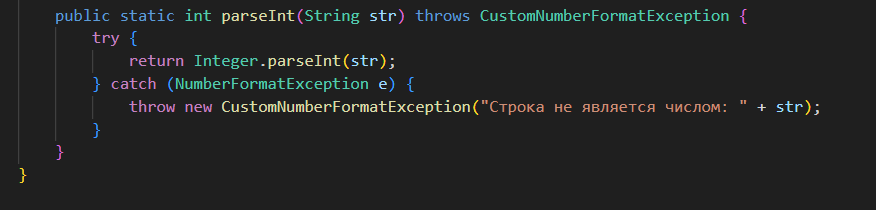 public static int parseInt(String str) throws CustomNumberFormatException {
try {
return Integer.parseInt(str);
} catch (NumberFormatException e) {
throw new CustomNumberFormatException("Строка не является числом: " + str);
}
}
}